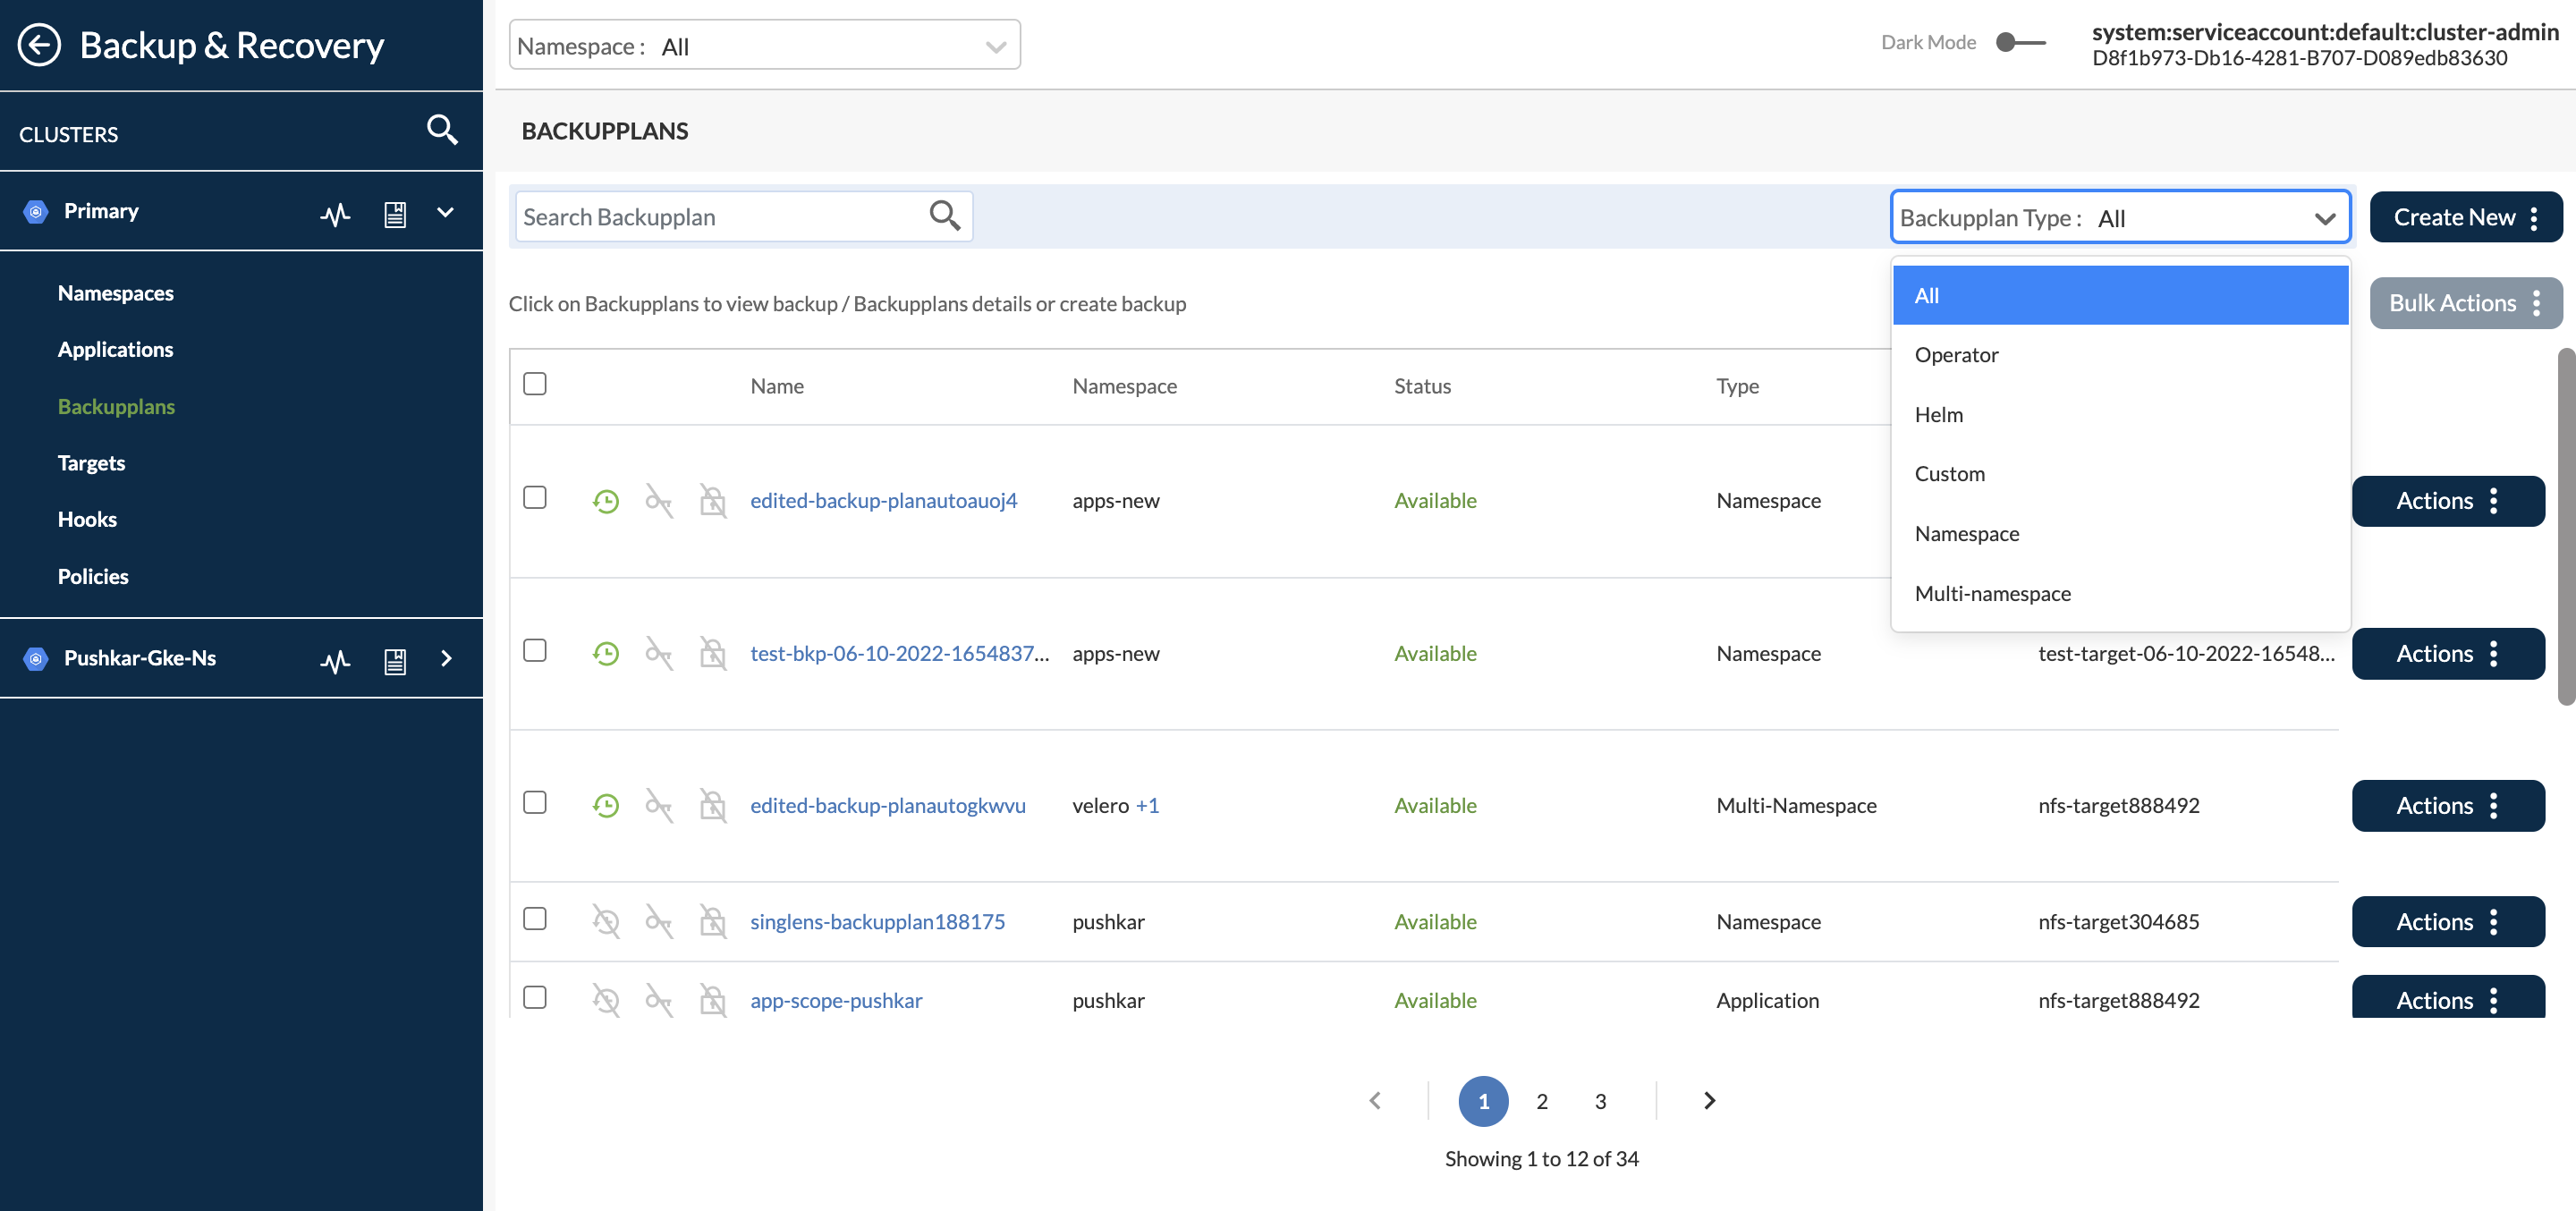 Backup & Recovery
Namespace : All
Dark Mode
system:serviceaccount:default:cluster-admin
D8f1b973-Db16-4281-B707-D089edb83630
CLUSTERS
Primary
Namespaces
Applications
Backupplans
Targets
Hooks
Policies
Pushkar-Gke-Ns
BACKUPPLANS
Search Backupplan
Backupplan Type : All
Create New
All
Operator
Helm
Custom
Namespace
Multi-namespace
Click on Backupplans to view backup / Backupplans details or create backup
Bulk Actions
Name Namespace Status Type
edited-backup-planautoauoj4 apps-new Available Namespace Actions
test-bkp-06-10-2022-1654837... apps-new Available Namespace test-target-06-10-2022-16548... Actions
edited-backup-planautogkwvu velero +1 Available Multi-Namespace nfs-target888492 Actions
singlens-backupplan188175 pushkar Available Namespace nfs-target304685 Actions
app-scope-pushkar pushkar Available Application nfs-target888492 Actions
1 2 3
Showing 1 to 12 of 34